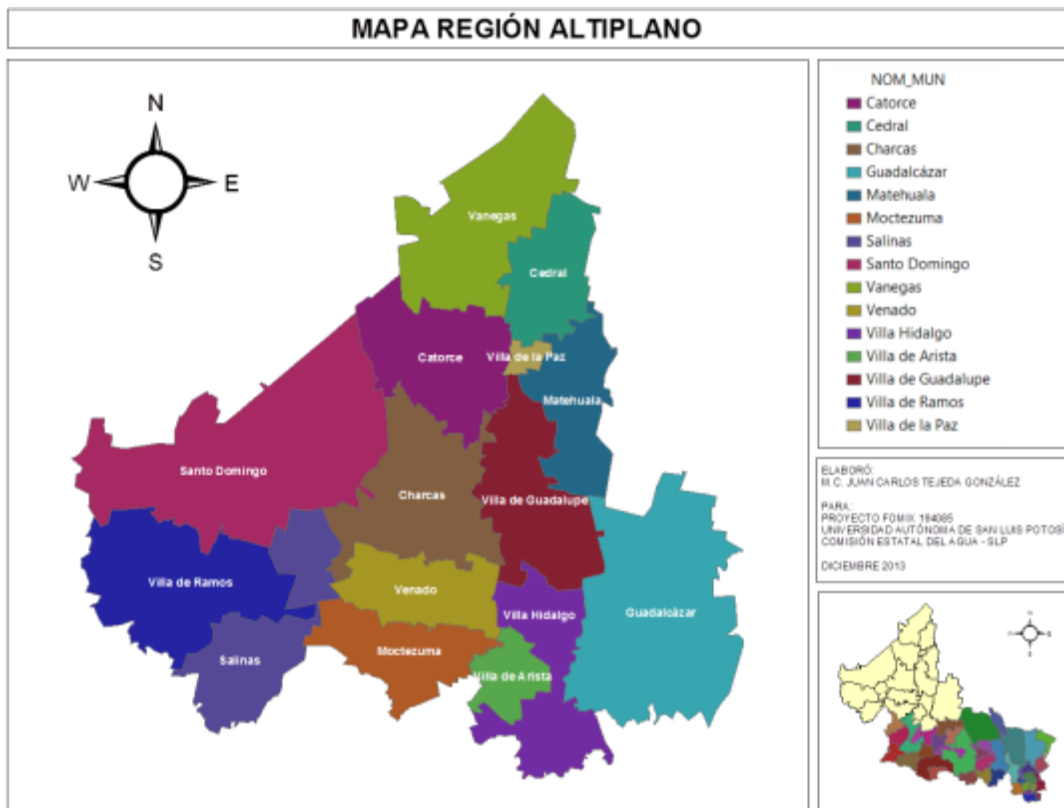 MAPA REGIÓN ALTIPLANO
N
W
E
S
Vanegas
Cedral
Catorce
Villa de la Paz
Matehuala
Santo Domingo
Charcas
Villa de Guadalupe
Villa de Ramos
Venado
Villa Hidalgo
Guadalcázar
Salinas
Moctezuma
Villa de Arista
NOM_MUN
Catorce
Cedral
Charcas
Guadalcázar
Matehuala
Moctezuma
Salinas
Santo Domingo
Vanegas
Venado
Villa Hidalgo
Villa de Arista
Villa de Guadalupe
Villa de Ramos
Villa de la Paz
ELABORÓ:
M.C. JUAN CARLOS TEJEDA GONZÁLEZ
PARA:
PROYECTO FOMIX 194085
UNIVERSIDAD AUTÓNOMA DE SAN LUIS POTOSÍ
COMISIÓN ESTATAL DEL AGUA - SLP
DICIEMBRE 2013